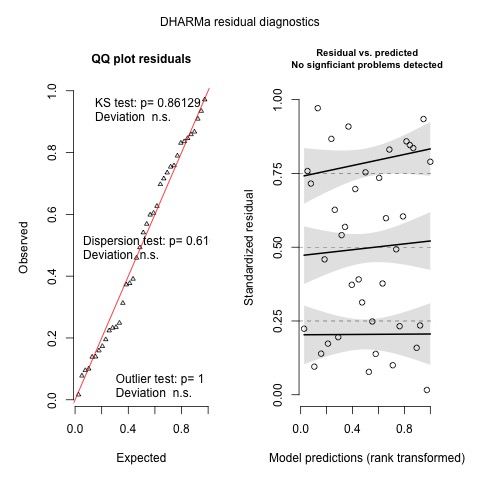 DHARMa residual diagnostics
QQ plot residuals
Observed
0.0 0.2 0.4 0.6 0.8 1.0
KS test: p= 0.86129
Deviation n.s.
Dispersion test: p= 0.61
Deviation n.s.
Outlier test: p= 1
Deviation n.s.
0.0 0.4 0.8
Expected
Residual vs. predicted
No signficiant problems detected
Standardized residual
0.00 0.25 0.50 0.75 1.00
0.0 0.4 0.8
Model predictions (rank transformed)